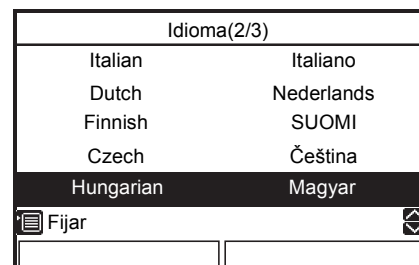 Idioma(2/3)
Italian Italiano
Dutch Nederlands
Finnish SUOMI
Czech Čeština
Hungarian Magyar
Fijar